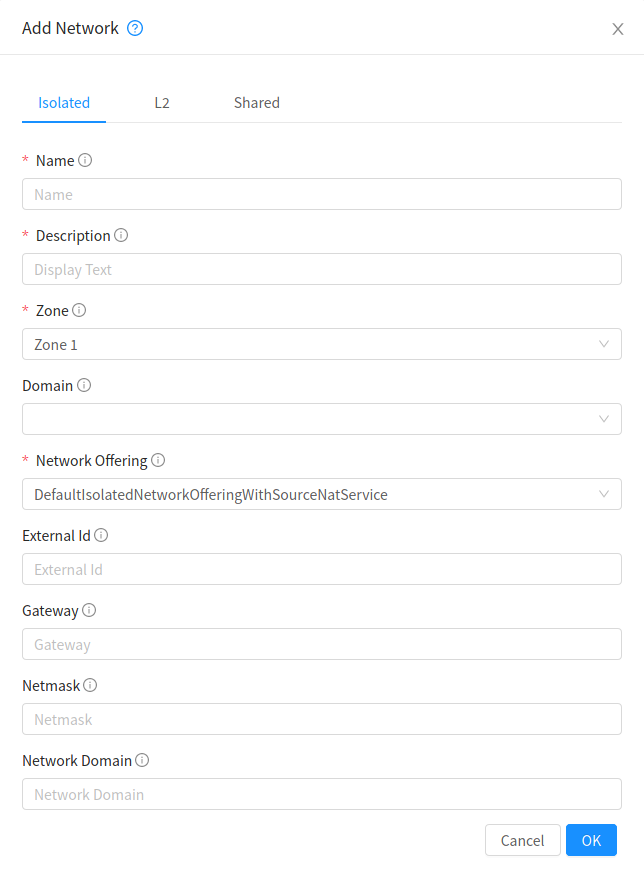 Add Network
Isolated L2 Shared
* Name
Name
* Description
Display Text
* Zone
Zone 1
Domain
* Network Offering
DefaultIsolatedNetworkOfferingWithSourceNatService
External Id
External Id
Gateway
Gateway
Netmask
Netmask
Network Domain
Network Domain
Cancel OK